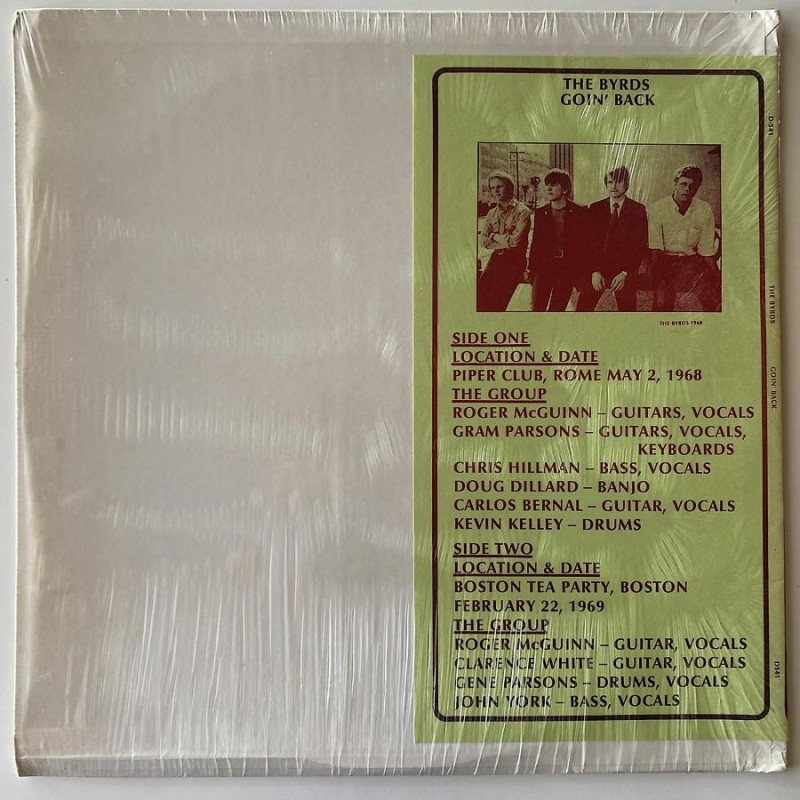 THE BYRDS
GOIN' BACK
THE BYRDS 1968
SIDE ONE
LOCATION & DATE
PIPER CLUB, ROME MAY 2, 1968
THE GROUP
ROGER McGUINN – GUITARS, VOCALS
GRAM PARSONS – GUITARS, VOCALS,
KEYBOARDS
CHRIS HILLMAN – BASS, VOCALS
DOUG DILLARD – BANJO
CARLOS BERNAL – GUITAR, VOCALS
KEVIN KELLEY – DRUMS
SIDE TWO
LOCATION & DATE
BOSTON TEA PARTY, BOSTON
FEBRUARY 22, 1969
THE GROUP
ROGER McGUINN – GUITAR, VOCALS
CLARENCE WHITE – GUITAR, VOCALS
GENE PARSONS – DRUMS, VOCALS
JOHN YORK – BASS, VOCALS
D-541
THE BYRDS
GOIN' BACK
D541